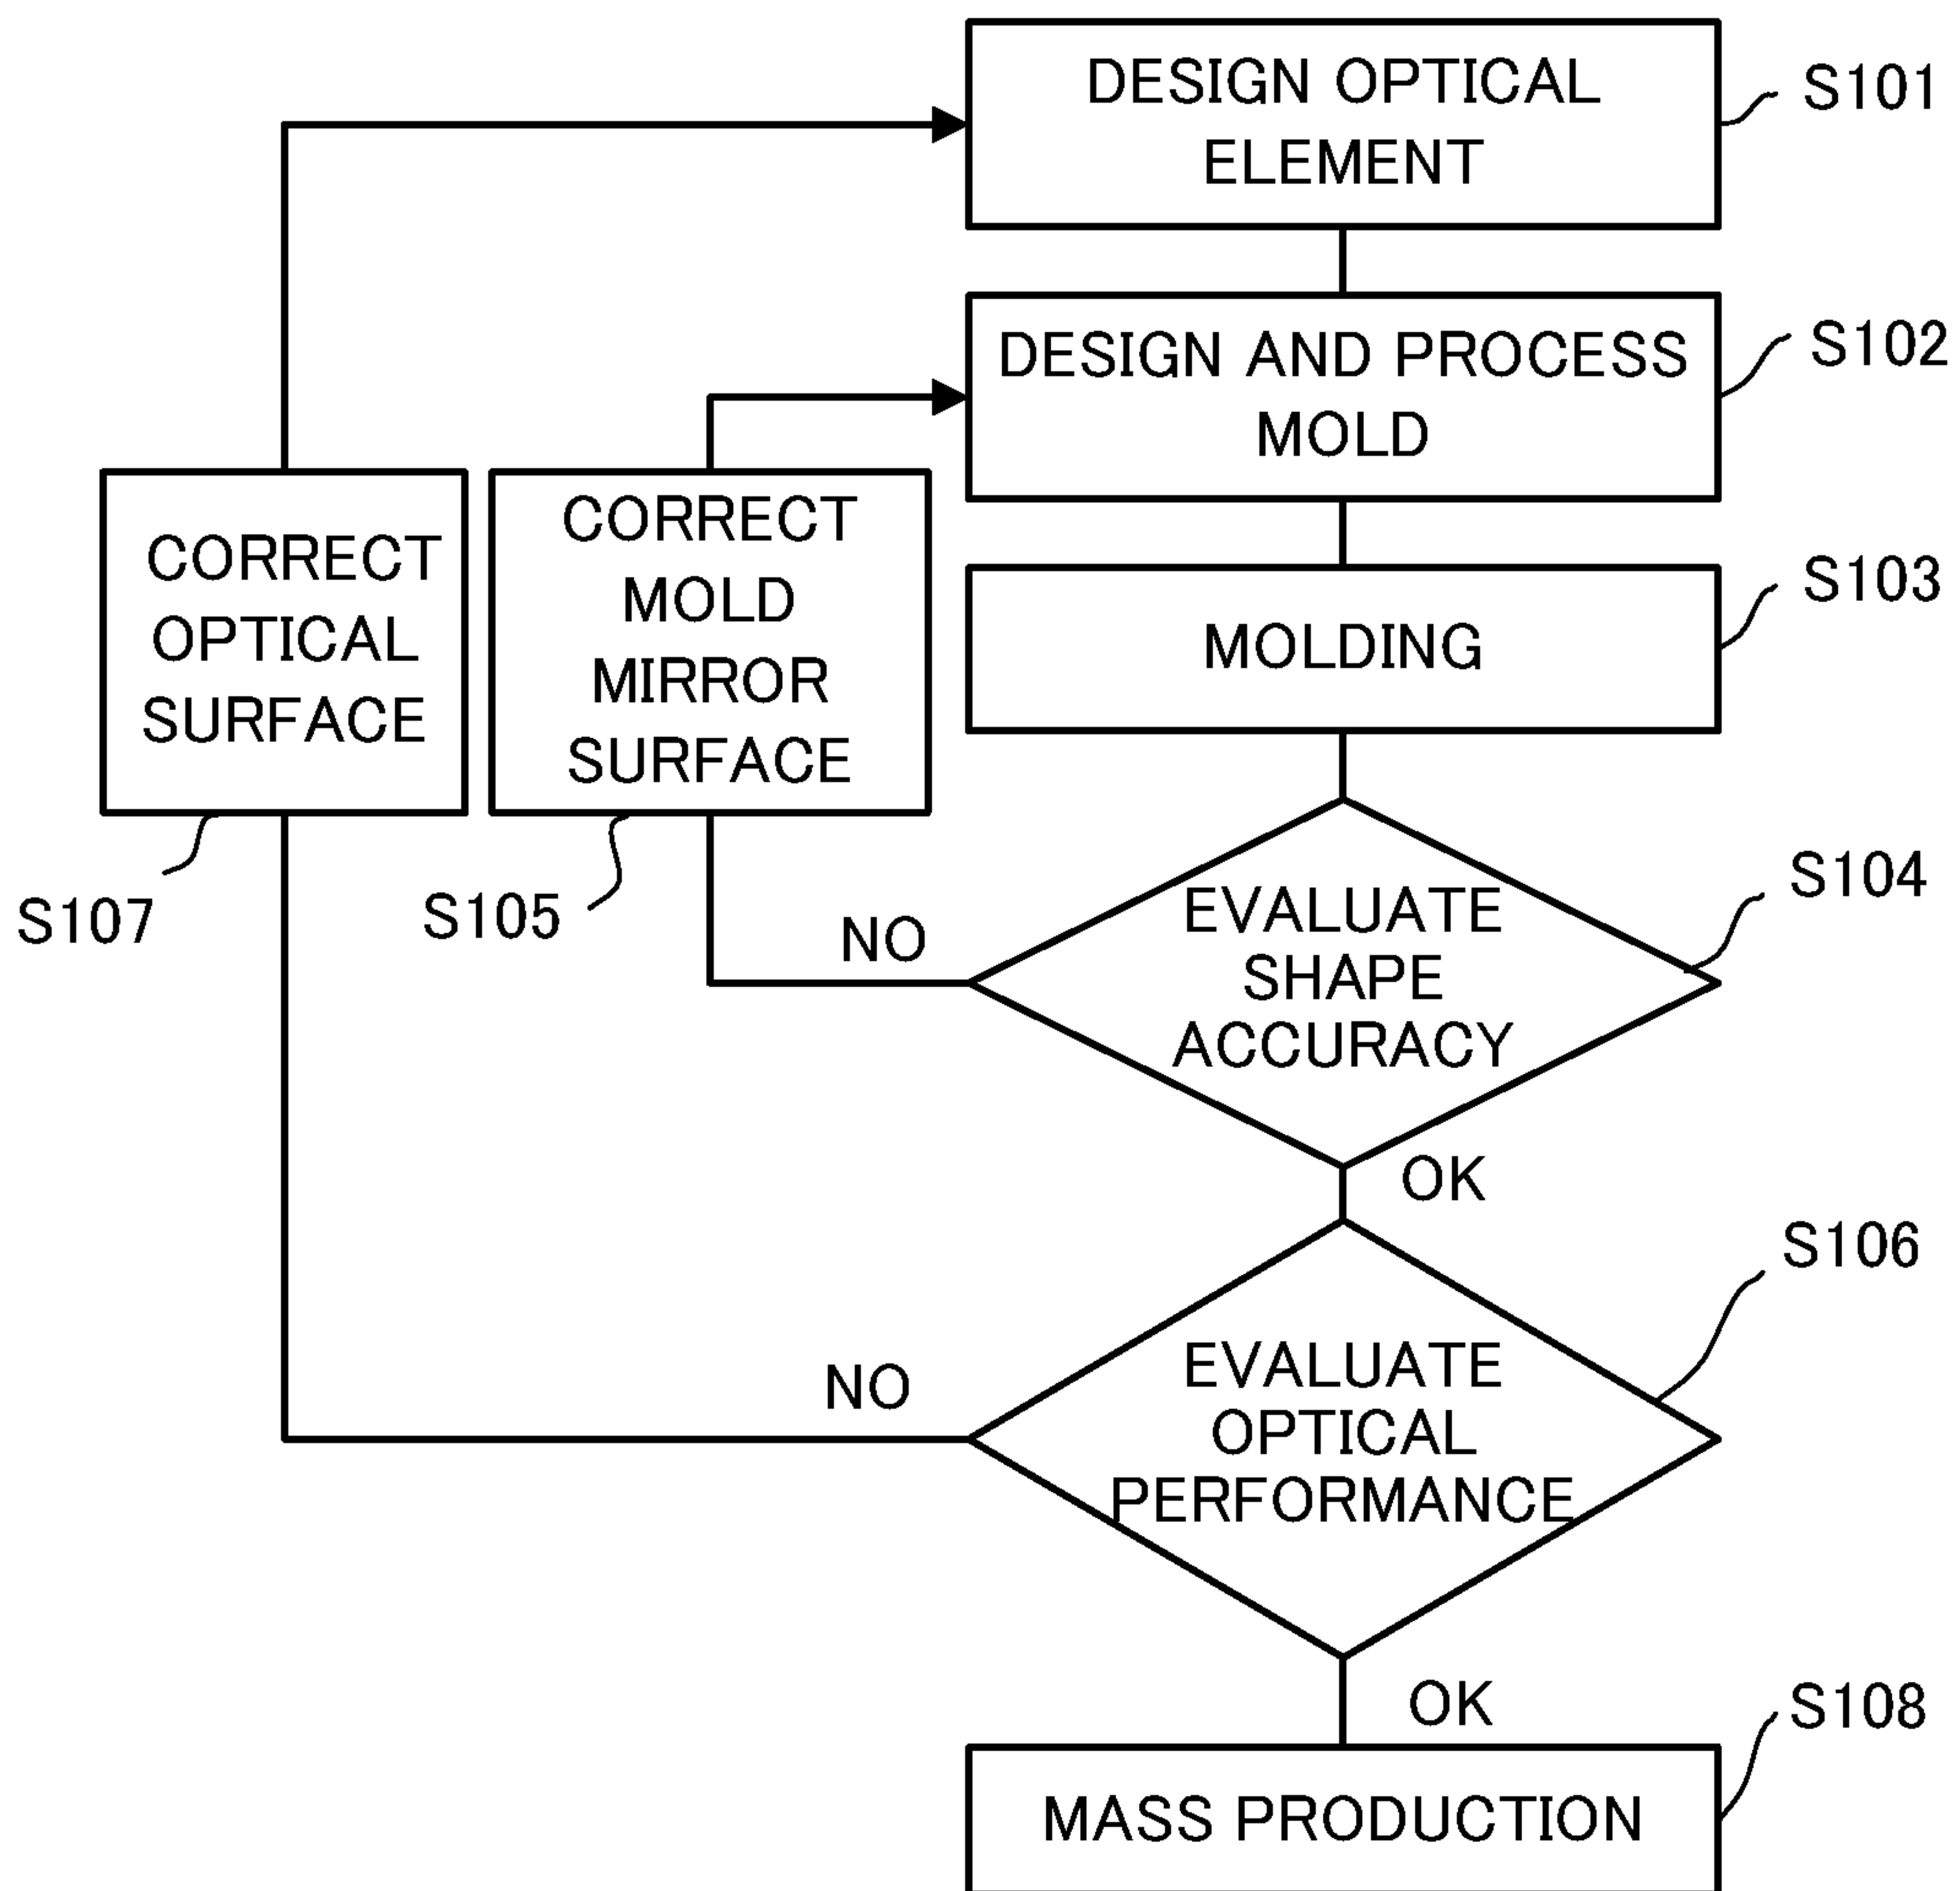 DESIGN OPTICAL
ELEMENT
S101
DESIGN AND PROCESS
MOLD
S102
CORRECT
OPTICAL
SURFACE
S107
CORRECT
MOLD
MIRROR
SURFACE
S105
MOLDING
S103
EVALUATE
SHAPE
ACCURACY
S104
NO
OK
EVALUATE
OPTICAL
PERFORMANCE
S106
NO
OK
MASS PRODUCTION
S108